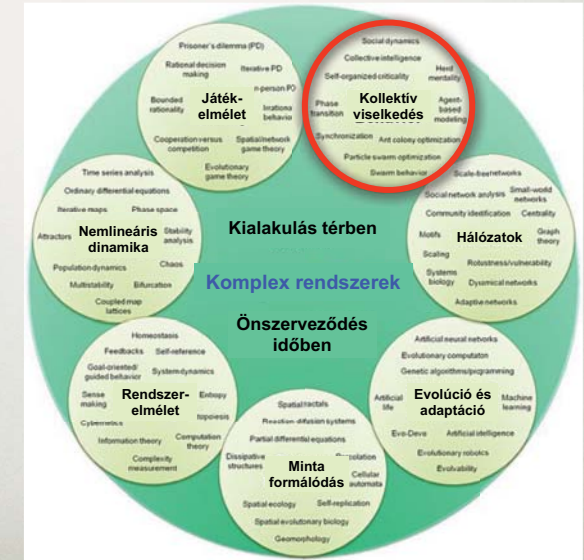 Prisoner's dilemma (PD)
Rational decision
making
Iterative PD
n-person PD
Bounded
rationality
Játék-
elmélet
behavior
Cooperation versus
competition
Spatial/network
game theory
Evolutionary
game theory
Social dynamics
Collective intelligence
Self-organized criticality
Herd
mentality
Phase
transition
Kollektív
viselkedés
Agent-
based
modeling
Synchronization
Ant colony optimization
Particle swarm optimization
Swarm behavior
Time series analysis
Ordinary differential equations
Iterative maps
Phase space
Attractors
Nemlineáris
dinamika
Stability
analysis
Population dynamics
Chaos
Multistability
Bifurcation
Coupled map
lattices
Kialakulás térben
Komplex rendszerek
Önszerveződés
időben
Scale-free networks
Social network analysis
Small-world
networks
Community identification
Centrality
Motifs
Hálózatok
Graph
theory
Scaling
Robustness/vulnerability
Systems
biology
Dynamical networks
Adaptive networks
Homeostasis
Feedbacks
Self-reference
Goal-oriented/
guided behavior
System dynamics
Sense
making
Rendszer-
elmélet
Entropy
Cybernetics
topoiesis
Information theory
Computation
theory
Complexity
measurement
Artificial neural networks
Evolutionary computation
Genetic algorithms/programming
Artificial
life
Evolúció és
adaptáció
Machine
learning
Evo-Devo
Artificial intelligence
Evolutionary robotics
Evolvability
Spatial fractals
Reaction-diffusion systems
Partial differential equations
Dissipative
structures
Minta
formálódás
Cellular
automata
Spatial ecology
Self-replication
Spatial evolutionary biology
Geomorphology